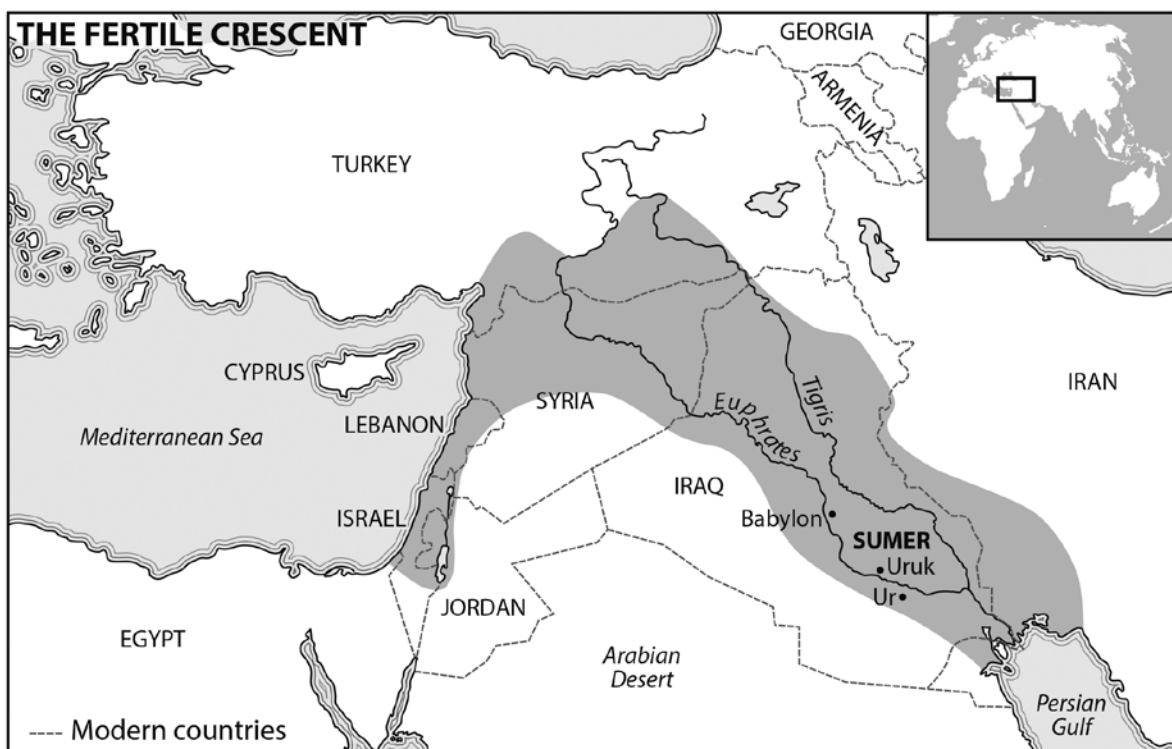 THE FERTILE CRESCENT
GEORGIA
ARMENIA
TURKEY
CYPRUS
SYRIA
IRAN
LEBANON
Mediterranean Sea
Tigris
Euphrates
IRAQ
ISRAEL
Babylon
SUMER
Uruk
Ur
JORDAN
EGYPT
Arabian
Desert
Persian
Gulf
Modern countries